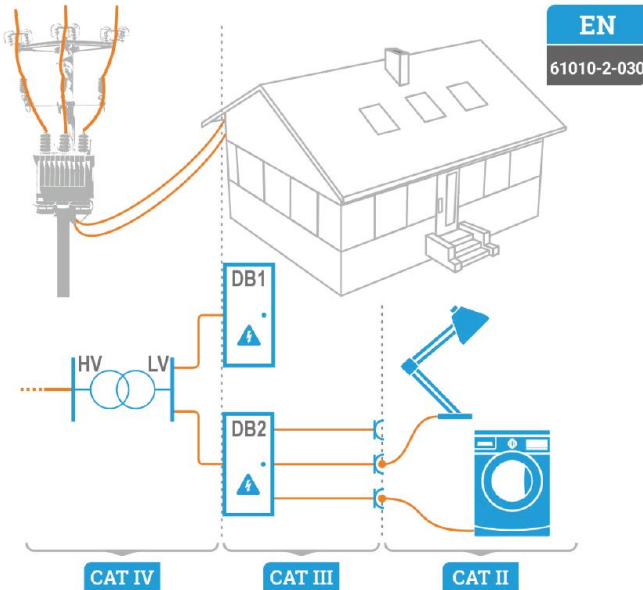 EN
61010-2-030
DB1
HV
LV
DB2
CAT IV
CAT III
CAT II